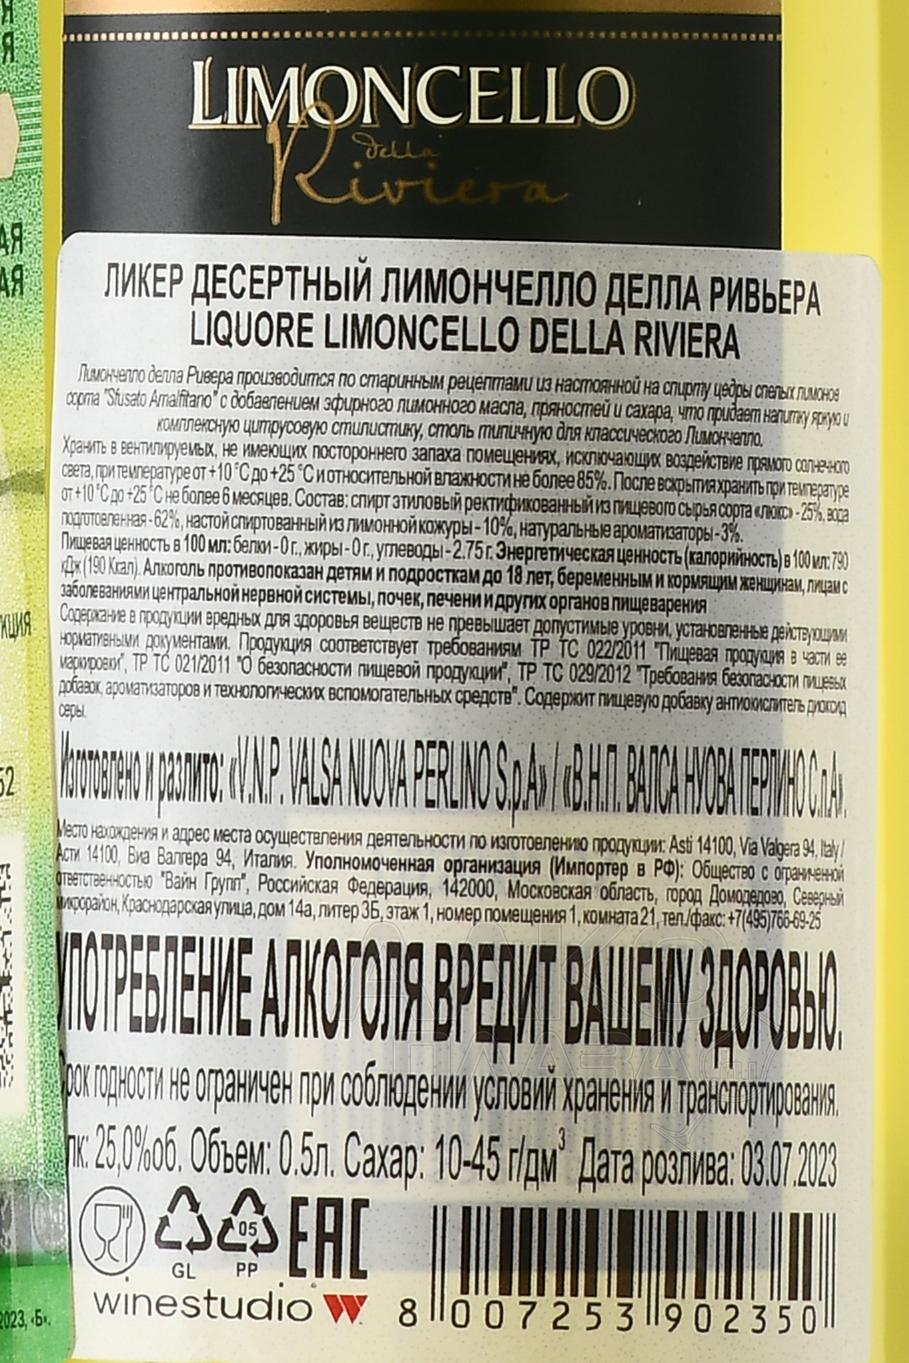 LIMONCELLO
della
Riviera
ЛИКЕР ДЕСЕРТНЫЙ ЛИМОНЧЕЛЛО ДЕЛЛА РИВЬЕРА
LIQUORE LIMONCELLO DELLA RIVIERA
Лимончелло делла Ривера производится по старинным рецептами из настоянной на спирту цедры спелых лимонов
сорта "Sfusato Amalfitano" с добавлением эфирного лимонного масла, пряностей и сахара, что придает напитку яркую и
комплексную цитрусовую стилистику, столь типичную для классического Лимончелло.
Хранить в вентилируемых, не имеющих постороннего запаха помещениях, исключающих воздействие прямого солнечного
света, при температуре от +10 °С до +25 °С и относительной влажности не более 85%. После вскрытия хранить при температуре
от +10 °С до +25 °С не более 6 месяцев. Состав: спирт этиловый ректификованный из пищевого сырья сорта «люкс» - 25%, вода
подготовленная - 62%, настой спиртованный из лимонной кожуры - 10%, натуральные ароматизаторы - 3%.
Пищевая ценность в 100 мл: белки - 0 г., жиры - 0 г., углеводы - 2.75 г. Энергетическая ценность (калорийность) в 100 мл: 790
кДж (190 Ккал). Алкоголь противопоказан детям и подросткам до 18 лет, беременным и кормящим женщинам, лицам с
заболеваниями центральной нервной системы, почек, печени и других органов пищеварения
Содержание в продукции вредных для здоровья веществ не превышает допустимые уровни, установленные действующими
нормативными документами. Продукция соответствует требованиям ТР ТС 022/2011 "Пищевая продукция в части ее
маркировки", ТР ТС 021/2011 "О безопасности пищевой продукции", ТР ТС 029/2012 "Требования безопасности пищевых
добавок, ароматизаторов и технологических вспомогательных средств". Содержит пищевую добавку антиокислитель диоксид
серы.
Изготовлено и разлито: «V.N.P. VALSA NUOVA PERLINO S.p.A» / «В.Н.П. ВАЛСА НУОВА ПЕРЛИНО С.п.А».
Место нахождения и адрес места осуществления деятельности по изготовлению продукции: Asti 14100, Via Valgera 94, Italy /
Асти 14100, Виа Валгера 94, Италия. Уполномоченная организация (Импортер в РФ): Общество с ограниченной
ответственностью "Вайн Групп", Российская Федерация, 142000, Московская область, город Домодедово, Северный
микрорайон, Краснодарская улица, дом 14а, литер 3Б, этаж 1, номер помещения 1, комната 21, тел./факс: +7(495)766-69-25
УПОТРЕБЛЕНИЕ АЛКОГОЛЯ ВРЕДИТ ВАШЕМУ ЗДОРОВЬЮ.
Срок годности не ограничен при соблюдении условий хранения и транспортирования.
лк: 25,0%об. Объем: 0.5л. Сахар: 10-45 г/дм³ Дата розлива: 03.07.2023
05
EAC
GL PP
winestudio W
8 007253 902350
АЯ
АЯ
КЦИЯ
52
2023, «Б».